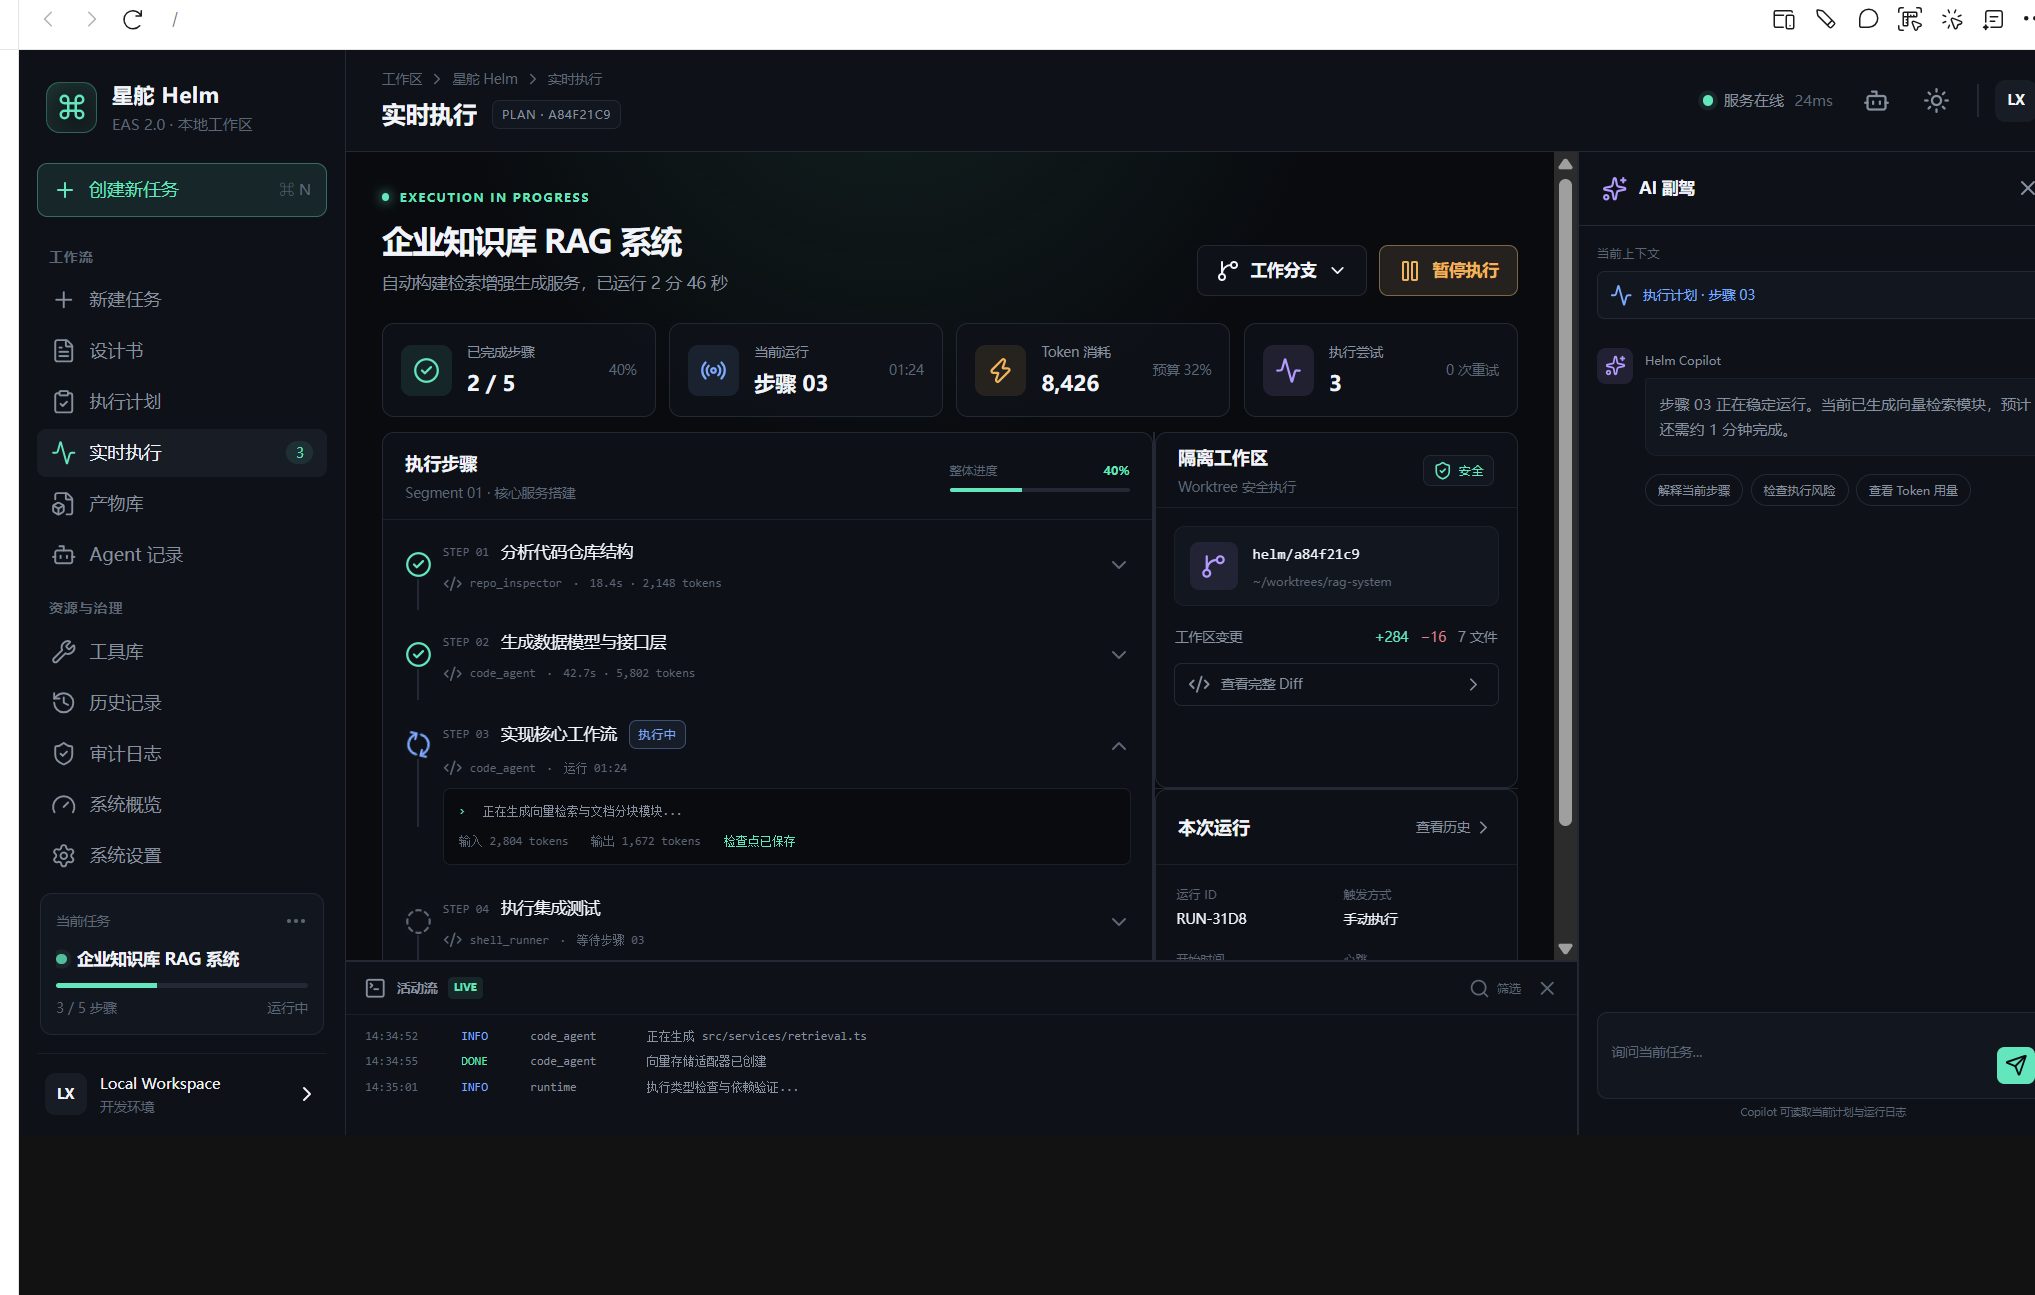 /
星舵 Helm
EAS 2.0 · 本地工作区
创建新任务 ⌘ N
工作流
新建任务
设计书
执行计划
实时执行 3
产物库
Agent 记录
资源与治理
工具库
历史记录
审计日志
系统概览
系统设置
当前任务
企业知识库 RAG 系统
3 / 5 步骤 运行中
LX
Local Workspace
开发环境
工作区 > 星舵 Helm > 实时执行
实时执行 PLAN · A84F21C9
服务在线 24ms
LX
EXECUTION IN PROGRESS
企业知识库 RAG 系统
自动构建检索增强生成服务，已运行 2 分 46 秒
工作分支
暂停执行
已完成步骤
2 / 5
40%
当前运行
步骤 03
01:24
Token 消耗
8,426
预算 32%
执行尝试
3
0 次重试
执行步骤
Segment 01 · 核心服务搭建
整体进度 40%
STEP 01 分析代码仓库结构
repo_inspector · 18.4s · 2,148 tokens
STEP 02 生成数据模型与接口层
code_agent · 42.7s · 5,802 tokens
STEP 03 实现核心工作流 执行中
code_agent · 运行 01:24
› 正在生成向量检索与文档分块模块...
输入 2,804 tokens 输出 1,672 tokens 检查点已保存
STEP 04 执行集成测试
shell_runner · 等待步骤 03
隔离工作区
Worktree 安全执行
安全
helm/a84f21c9
~/worktrees/rag-system
工作区变更 +284 −16 7 文件
查看完整 Diff
本次运行 查看历史
运行 ID
RUN-31D8
触发方式
手动执行
开始时间 心跳
活动流 LIVE
筛选
14:34:52 INFO code_agent 正在生成 src/services/retrieval.ts
14:34:55 DONE code_agent 向量存储适配器已创建
14:35:01 INFO runtime 执行类型检查与依赖验证...
AI 副驾
当前上下文
执行计划 · 步骤 03
Helm Copilot
步骤 03 正在稳定运行。当前已生成向量检索模块，预计
还需约 1 分钟完成。
解释当前步骤
检查执行风险
查看 Token 用量
询问当前任务...
Copilot 可读取当前计划与运行日志